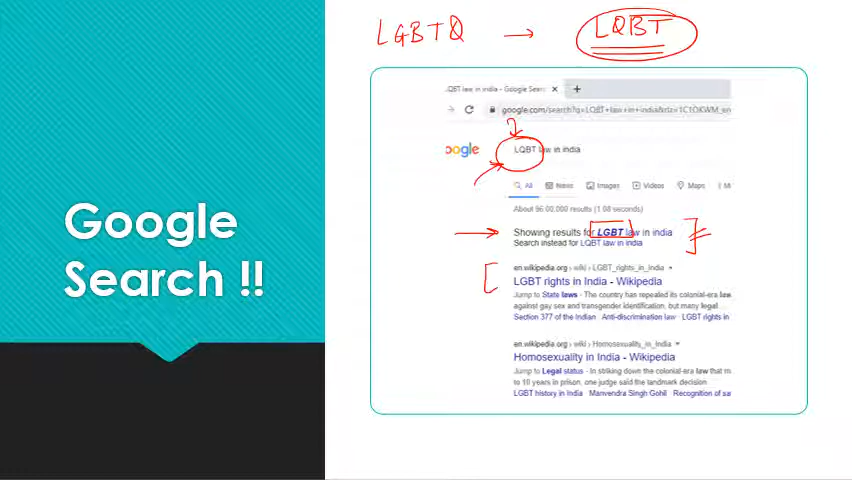 LGBTQ → LQBT
Google
Search !!
LQBT law in india - Google Searc × +
google.com/search?q=LQBT+law+in+india&rlz=1C1OKWM_en
oogle
LQBT law in india
All News Images Videos Maps M
About 96,00,000 results (1.08 seconds)
Showing results for LGBT law in india
Search instead for LQBT law in india
en.wikipedia.org › wiki › LGBT_rights_in_India
LGBT rights in India - Wikipedia
Jump to State laws - The country has repealed its colonial-era law
against gay sex and transgender identification, but many legal
Section 377 of the Indian · Anti-discrimination law · LGBT rights in
en.wikipedia.org › wiki › Homosexuality_in_India
Homosexuality in India - Wikipedia
Jump to Legal status - In striking down the colonial-era law that m
to 10 years in prison, one judge said the landmark decision
LGBT history in India · Manvendra Singh Gohil · Recognition of sa